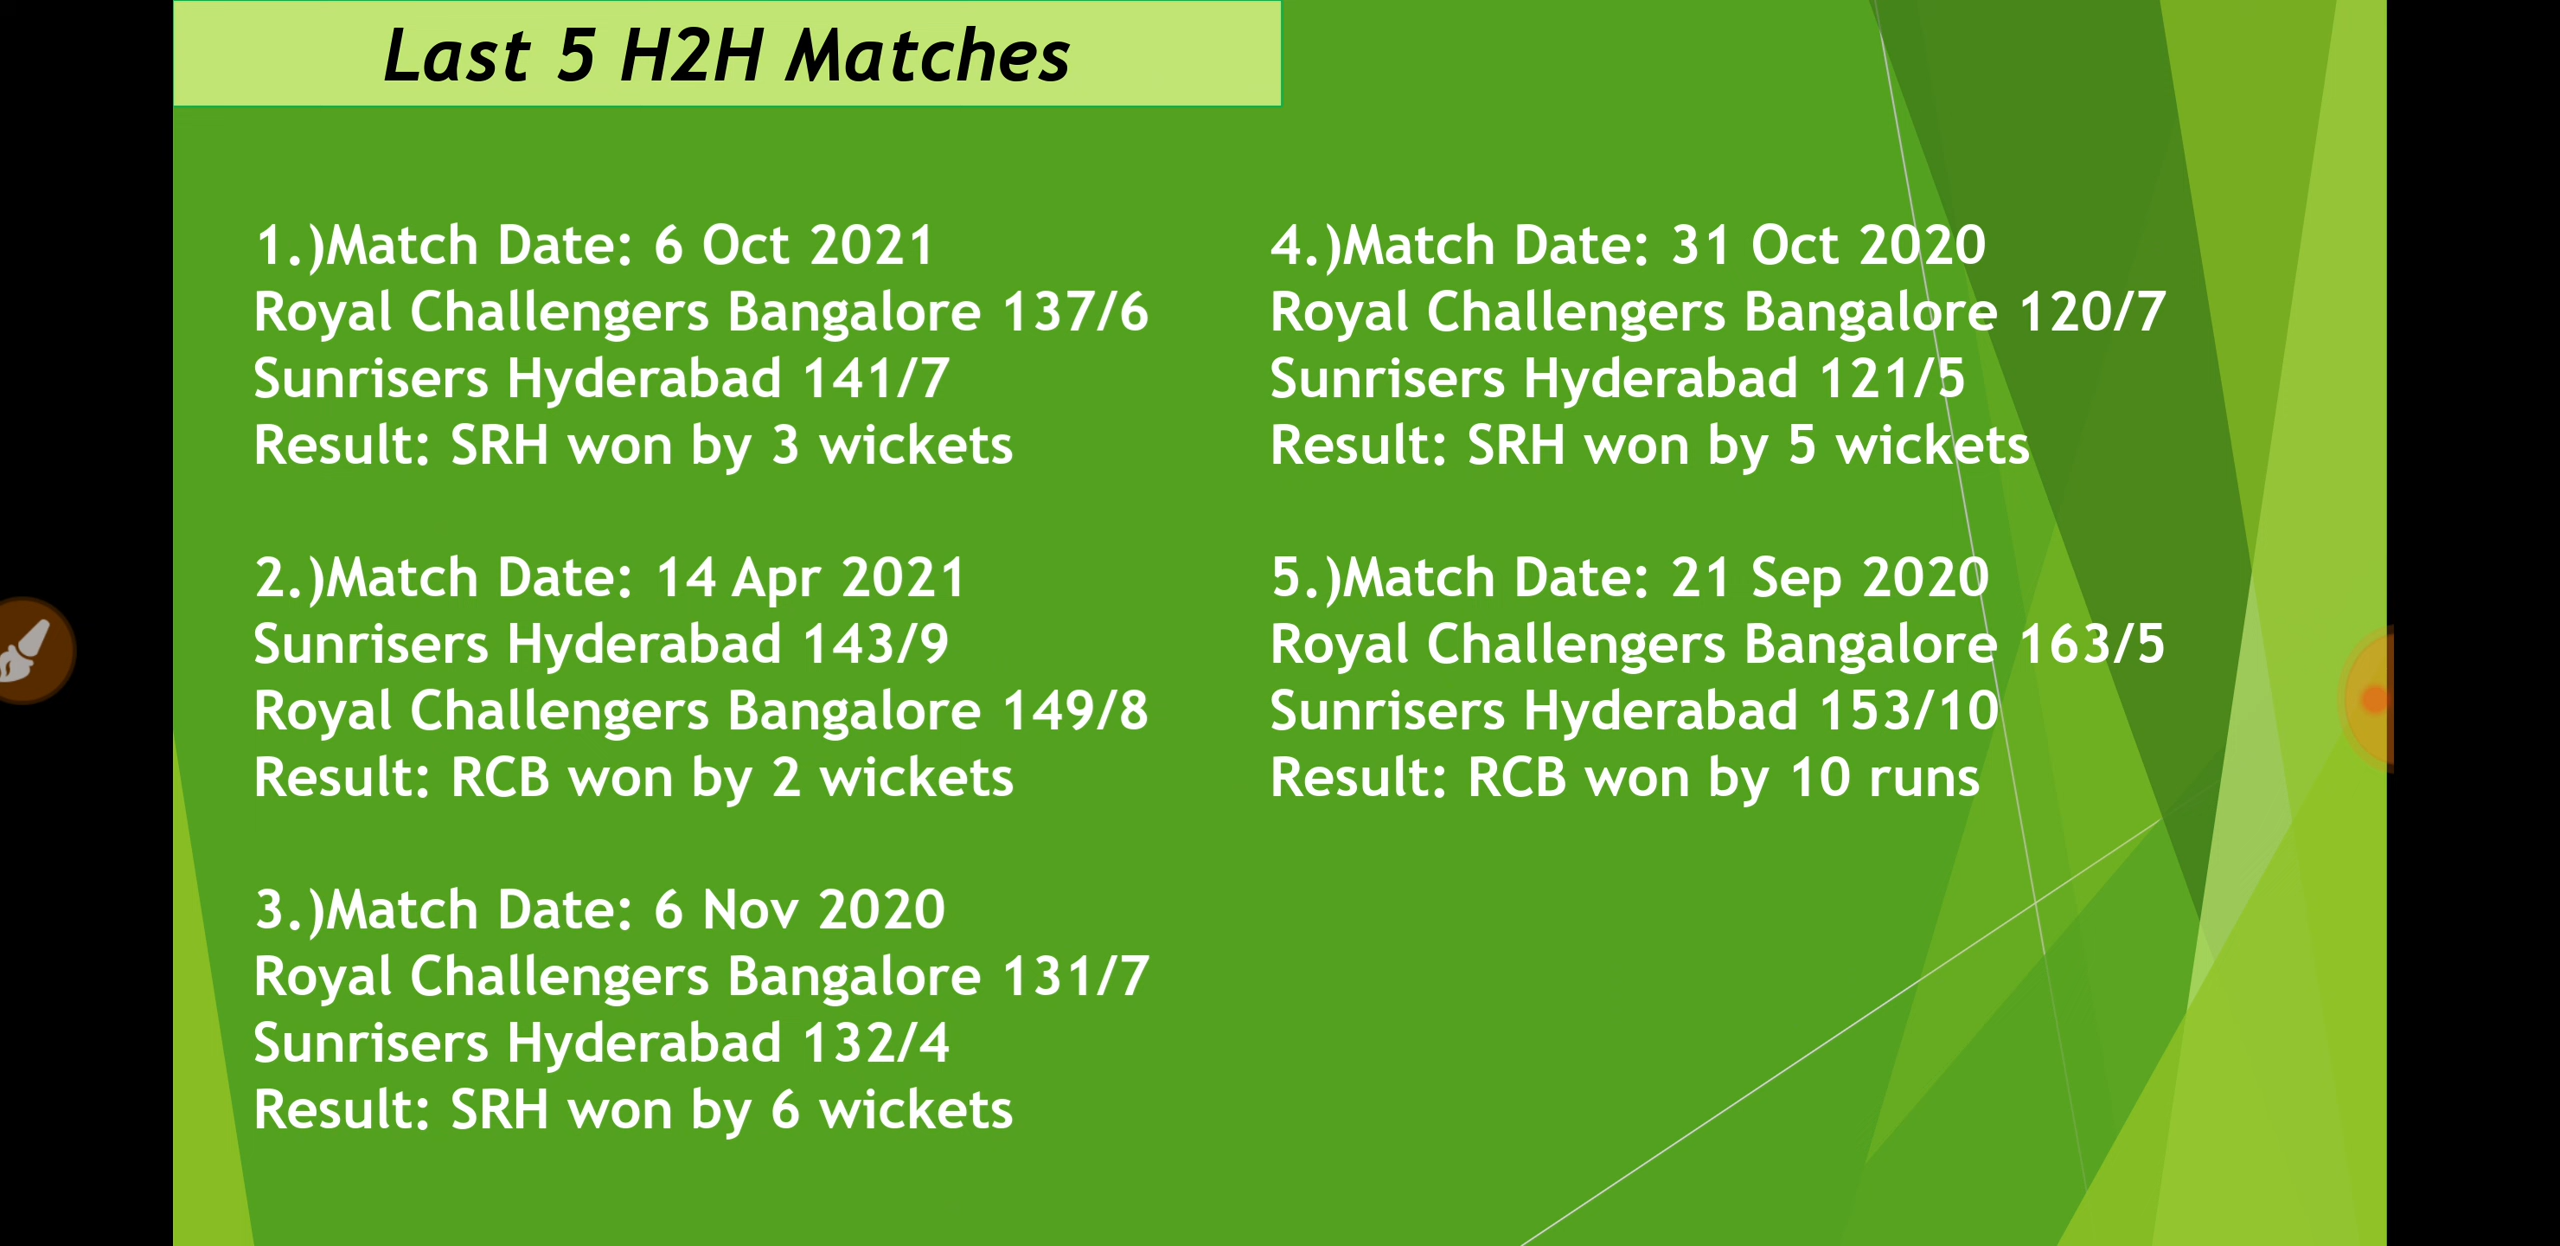 Last 5 H2H Matches
1.)Match Date: 6 Oct 2021
Royal Challengers Bangalore 137/6
Sunrisers Hyderabad 141/7
Result: SRH won by 3 wickets
2.)Match Date: 14 Apr 2021
Sunrisers Hyderabad 143/9
Royal Challengers Bangalore 149/8
Result: RCB won by 2 wickets
3.)Match Date: 6 Nov 2020
Royal Challengers Bangalore 131/7
Sunrisers Hyderabad 132/4
Result: SRH won by 6 wickets
4.)Match Date: 31 Oct 2020
Royal Challengers Bangalore 120/7
Sunrisers Hyderabad 121/5
Result: SRH won by 5 wickets
5.)Match Date: 21 Sep 2020
Royal Challengers Bangalore 163/5
Sunrisers Hyderabad 153/10
Result: RCB won by 10 runs